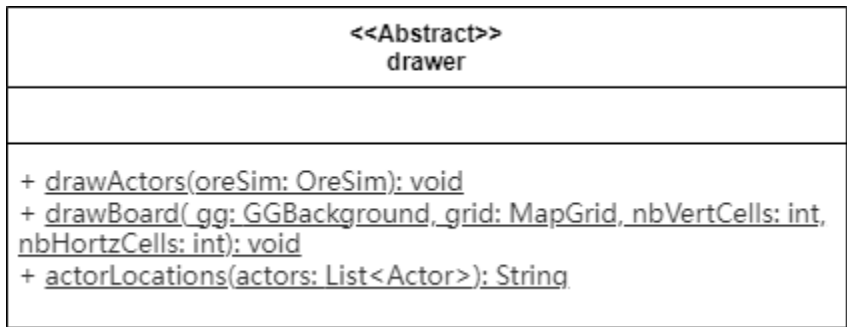 <<Abstract>>
drawer
+ drawActors(oreSim: OreSim): void
+ drawBoard( gg: GGBackground, grid: MapGrid, nbVertCells: int,
nbHortzCells: int): void
+ actorLocations(actors: List<Actor>): String